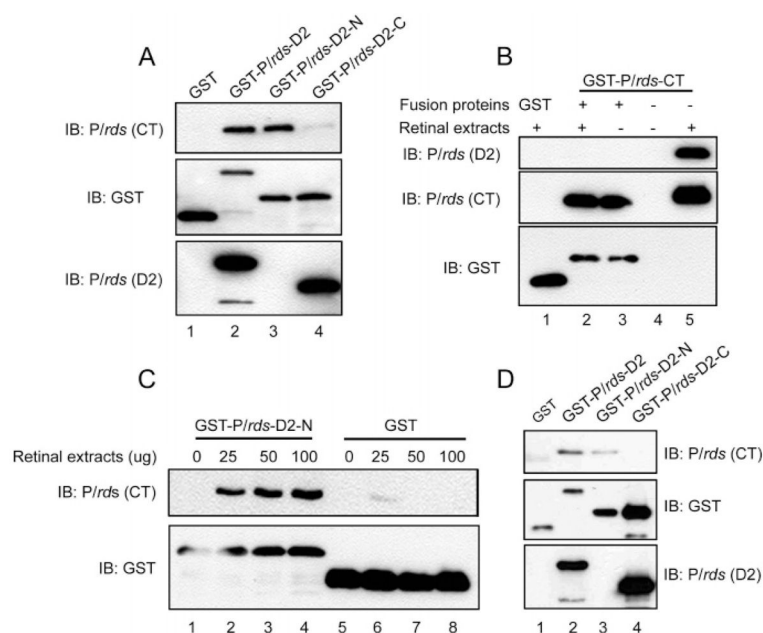 A
GST
GST-P/rds-D2
GST-P/rds-D2-N
GST-P/rds-D2-C
IB: P/rds (CT)
IB: GST
IB: P/rds (D2)
1 2 3 4
B
GST-P/rds-CT
Fusion proteins GST + + - -
Retinal extracts + + - - +
IB: P/rds (D2)
IB: P/rds (CT)
IB: GST
1 2 3 4 5
C
GST-P/rds-D2-N GST
Retinal extracts (ug) 0 25 50 100 0 25 50 100
IB: P/rds (CT)
IB: GST
1 2 3 4 5 6 7 8
D
GST
GST-P/rds-D2
GST-P/rds-D2-N
GST-P/rds-D2-C
IB: P/rds (CT)
IB: GST
IB: P/rds (D2)
1 2 3 4